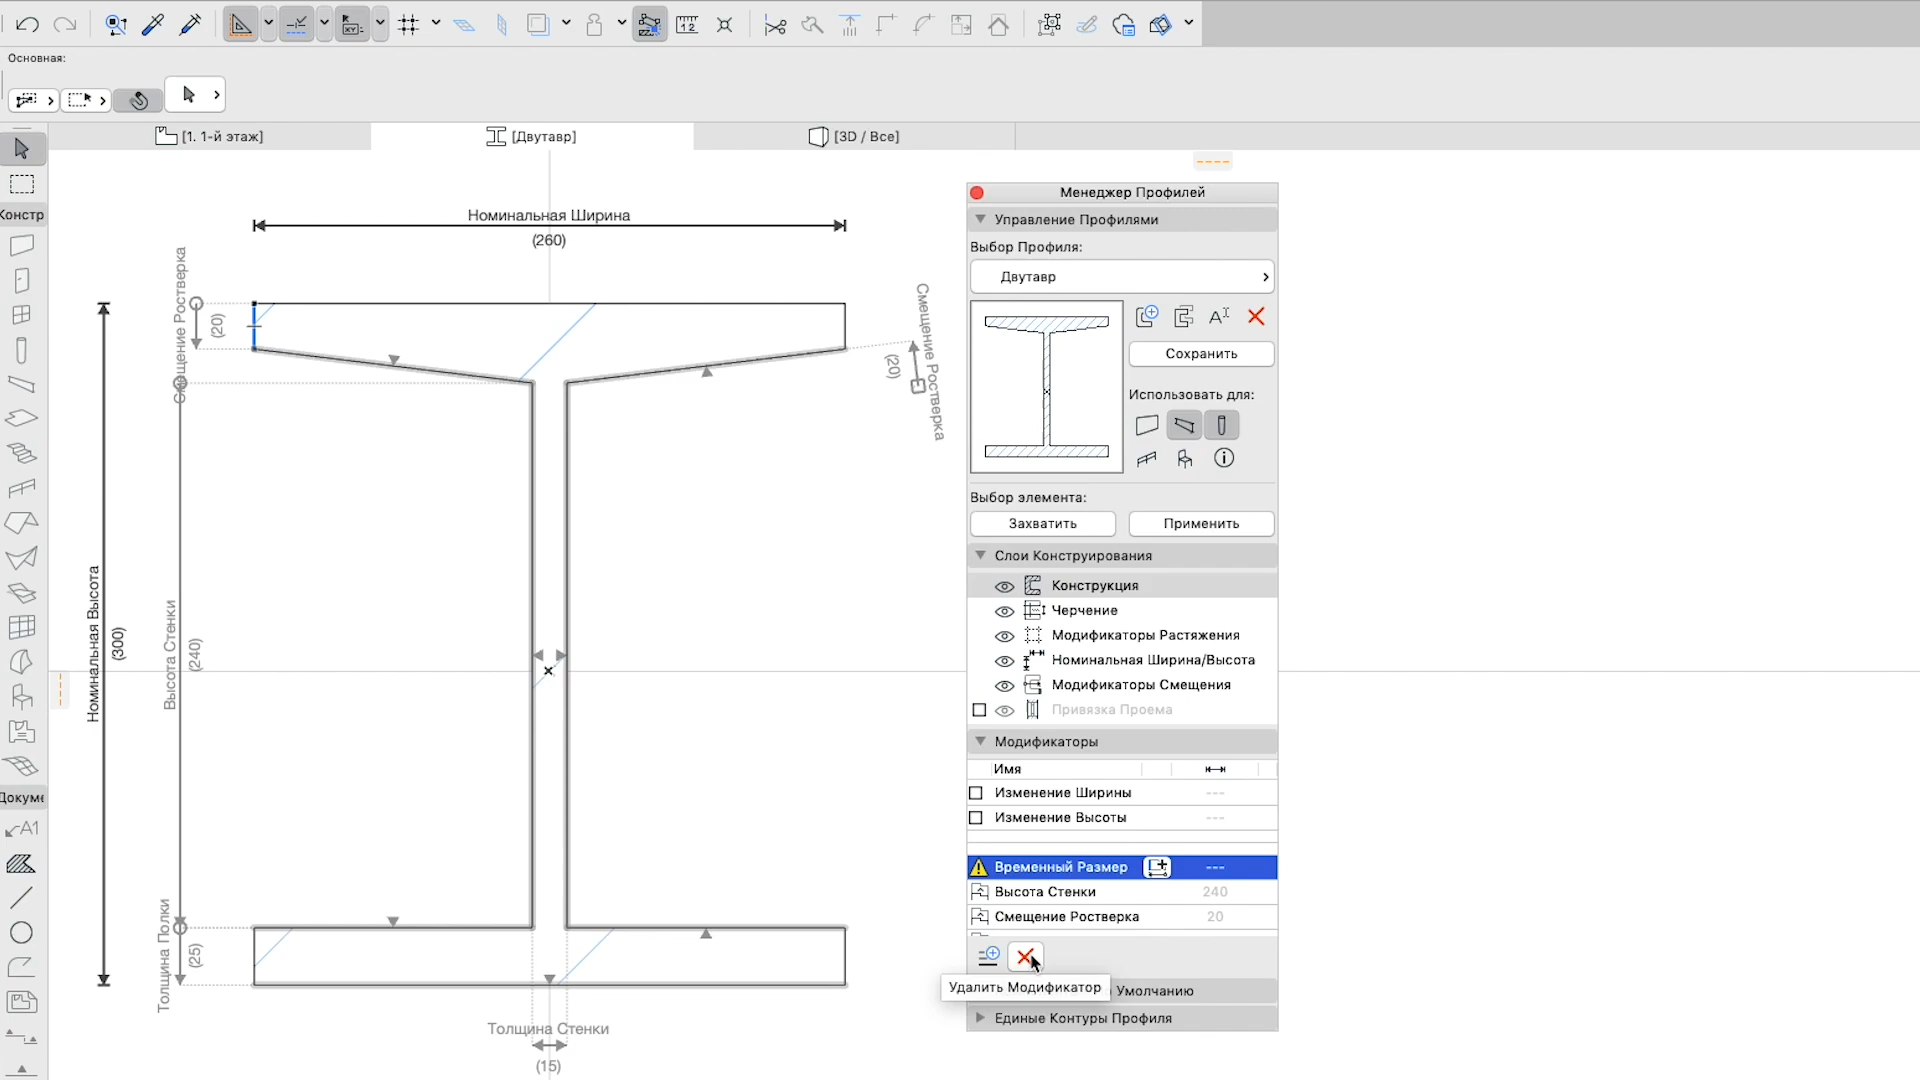 Основная:
[1. 1-й этаж]
[Двутавр]
[3D / Все]
Констр
Докуме
A1
Номинальная Ширина
(260)
Смещение Ростверка
(20)
Смещение Ростверка
(20)
Номинальная Высота
(300)
Высота Стенки
(240)
Толщина Полки
(25)
Толщина Стенки
(15)
Менеджер Профилей
Управление Профилями
Выбор Профиля:
Двутавр
Сохранить
Использовать для:
Выбор элемента:
Захватить
Применить
Слои Конструирования
Конструкция
Черчение
Модификаторы Растяжения
Номинальная Ширина/Высота
Модификаторы Смещения
Привязка Проема
Модификаторы
Имя
Изменение Ширины
---
Изменение Высоты
---
Временный Размер
---
Высота Стенки
240
Смещение Ростверка
20
Удалить Модификатор
Умолчанию
Единые Контуры Профиля